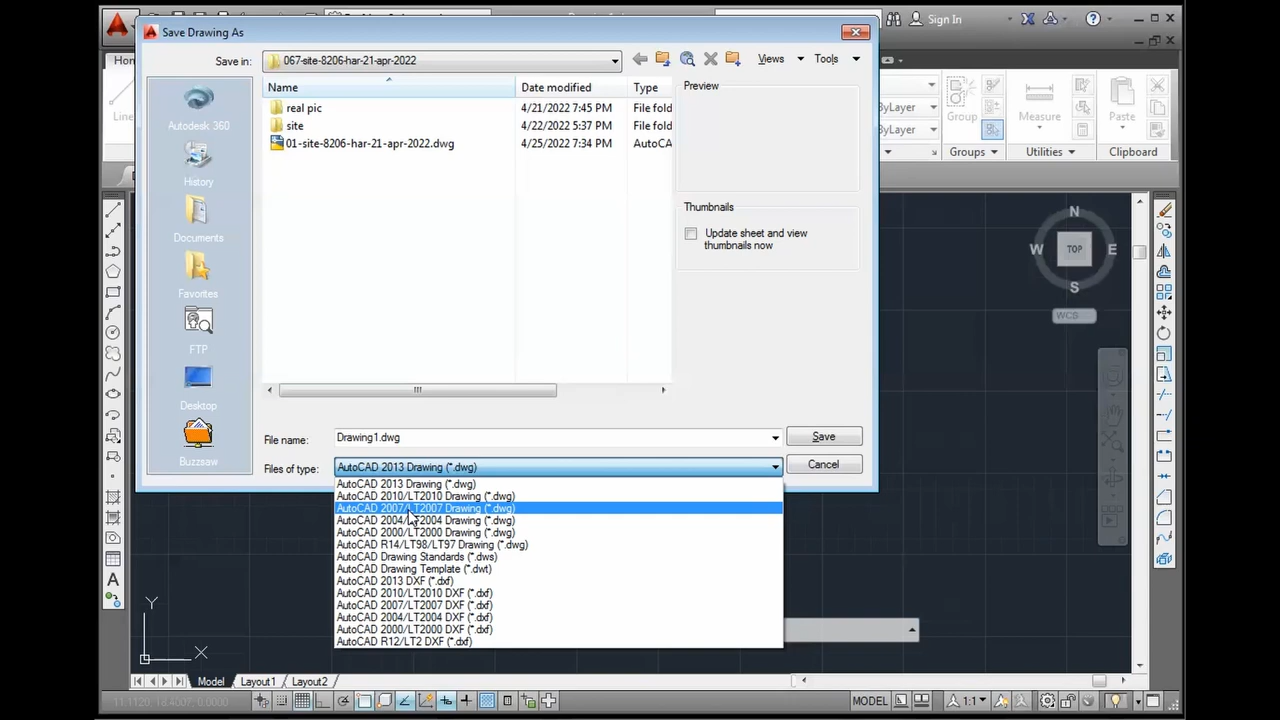 Sign In
Save Drawing As
Save in:
067-site-8206-har-21-apr-2022
Views
Tools
Name
Date modified
Type
real pic
4/21/2022 7:45 PM
File fold
site
4/22/2022 5:37 PM
File fold
01-site-8206-har-21-apr-2022.dwg
4/25/2022 7:34 PM
AutoCA
Autodesk 360
History
Documents
Favorites
FTP
Desktop
Buzzsaw
Preview
Thumbnails
Update sheet and view
thumbnails now
File name:
Drawing1.dwg
Save
Files of type:
AutoCAD 2013 Drawing (*.dwg)
Cancel
AutoCAD 2013 Drawing (*.dwg)
AutoCAD 2010/LT2010 Drawing (*.dwg)
AutoCAD 2007/LT2007 Drawing (*.dwg)
AutoCAD 2004/LT2004 Drawing (*.dwg)
AutoCAD 2000/LT2000 Drawing (*.dwg)
AutoCAD R14/LT98/LT97 Drawing (*.dwg)
AutoCAD Drawing Standards (*.dws)
AutoCAD Drawing Template (*.dwt)
AutoCAD 2013 DXF (*.dxf)
AutoCAD 2010/LT2010 DXF (*.dxf)
AutoCAD 2007/LT2007 DXF (*.dxf)
AutoCAD 2004/LT2004 DXF (*.dxf)
AutoCAD 2000/LT2000 DXF (*.dxf)
AutoCAD R12/LT2 DXF (*.dxf)
Hom
Line
ByLayer
ByLayer
Group
Measure
Paste
Groups
Utilities
Clipboard
N
W
TOP
E
S
WCS
Y
X
Model
Layout1
Layout2
MODEL
1:1